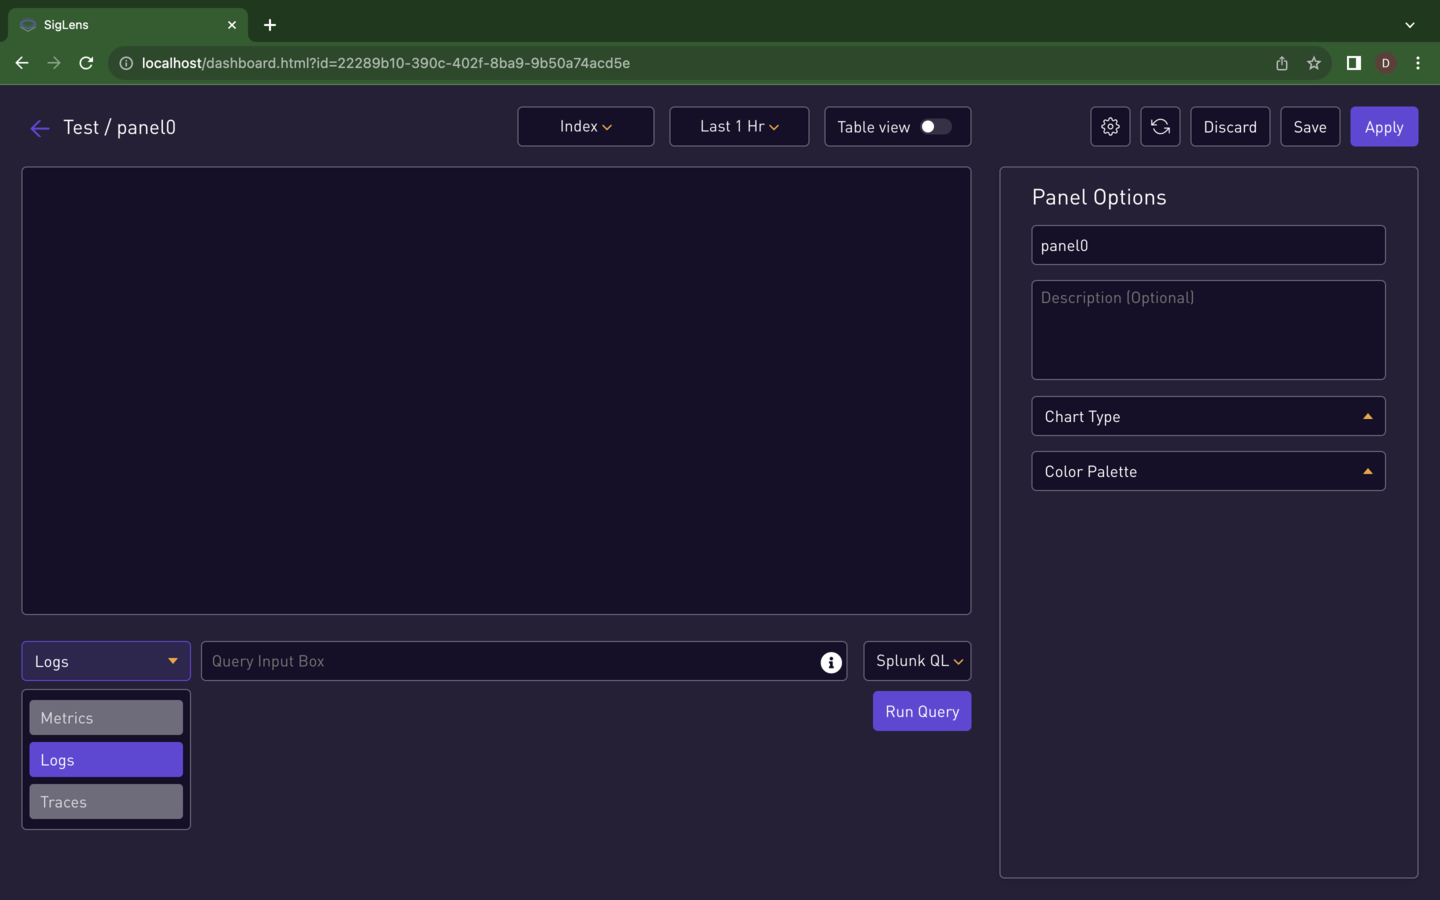 SigLens
localhost/dashboard.html?id=22289b10-390c-402f-8ba9-9b50a74acd5e
D
Test / panel0
Index
Last 1 Hr
Table view
Discard
Save
Apply
Panel Options
panel0
Description (Optional)
Chart Type
Color Palette
Logs
Query Input Box
Splunk QL
Run Query
Metrics
Logs
Traces